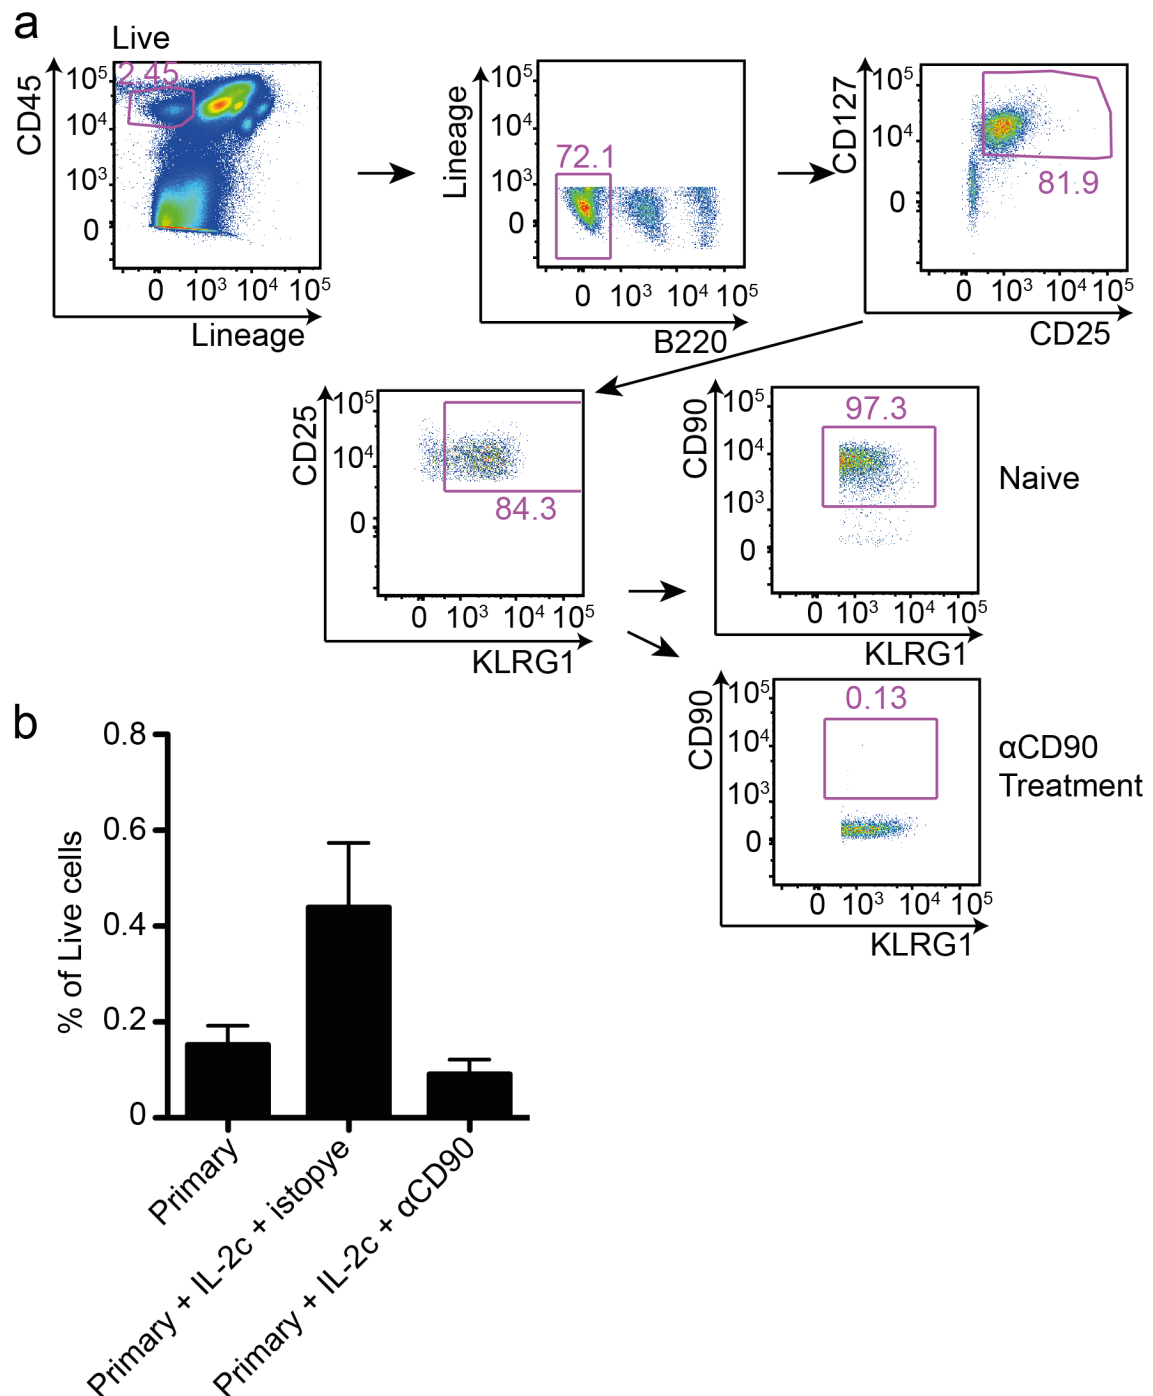 a
Live
CD45
2.45
10⁵
10⁴
10³
0
0 10³ 10⁴ 10⁵
Lineage
Lineage
10⁵
10⁴
10³
0
72.1
0 10³ 10⁴ 10⁵
B220
CD127
10⁵
10⁴
0
81.9
0 10³ 10⁴ 10⁵
CD25
CD25
10⁵
10⁴
0
84.3
0 10³ 10⁴ 10⁵
KLRG1
CD90
10⁵
10⁴
10³
0
97.3
0 10³ 10⁴ 10⁵
KLRG1
Naive
CD90
10⁵
10⁴
10³
0
0.13
0 10³ 10⁴ 10⁵
KLRG1
αCD90
Treatment
b
% of Live cells
0.8
0.6
0.4
0.2
0
Primary
Primary + IL-2c + istopye
Primary + IL-2c + αCD90